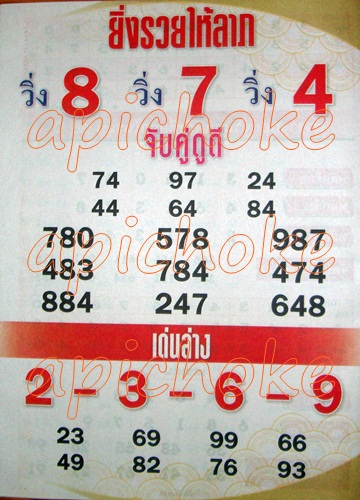 ยิ่งรวยให้ลาภ
วิ่ง 8 วิ่ง 7 วิ่ง 4
apichoke
จับคู่ดูดี
74 97 24
44 64 84
apichoke
780 578 987
483 784 474
apichoke
884 247 648
เด่นล่าง
apichoke
2 - 3 - 6 - 9
apichoke
23 69 99 66
49 82 76 93